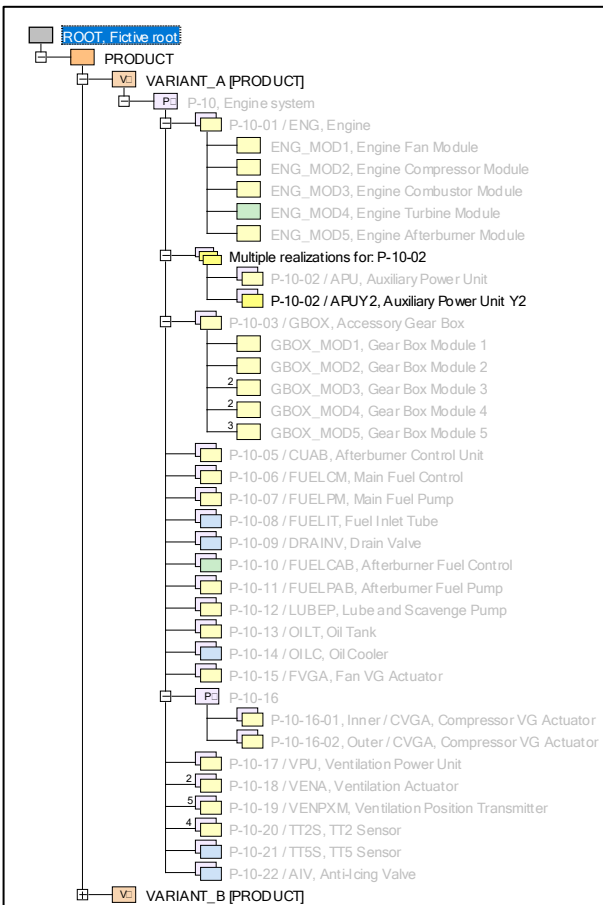 ROOT, Fictive root
PRODUCT
V VARIANT_A [PRODUCT]
P P-10, Engine system
P-10-01 / ENG, Engine
ENG_MOD1, Engine Fan Module
ENG_MOD2, Engine Compressor Module
ENG_MOD3, Engine Combustor Module
ENG_MOD4, Engine Turbine Module
ENG_MOD5, Engine Afterburner Module
Multiple realizations for: P-10-02
P-10-02 / APU, Auxiliary Power Unit
P-10-02 / APUY2, Auxiliary Power Unit Y2
P-10-03 / GBOX, Accessory Gear Box
GBOX_MOD1, Gear Box Module 1
GBOX_MOD2, Gear Box Module 2
2 GBOX_MOD3, Gear Box Module 3
2 GBOX_MOD4, Gear Box Module 4
3 GBOX_MOD5, Gear Box Module 5
P-10-05 / CUAB, Afterburner Control Unit
P-10-06 / FUELCM, Main Fuel Control
P-10-07 / FUELPM, Main Fuel Pump
P-10-08 / FUELIT, Fuel Inlet Tube
P-10-09 / DRAINV, Drain Valve
P-10-10 / FUELCAB, Afterburner Fuel Control
P-10-11 / FUELPAB, Afterburner Fuel Pump
P-10-12 / LUBEP, Lube and Scavenge Pump
P-10-13 / OILT, Oil Tank
P-10-14 / OILC, Oil Cooler
P-10-15 / FVGA, Fan VG Actuator
P P-10-16
P-10-16-01, Inner / CVGA, Compressor VG Actuator
P-10-16-02, Outer / CVGA, Compressor VG Actuator
P-10-17 / VPU, Ventilation Power Unit
2 P-10-18 / VENA, Ventilation Actuator
5 P-10-19 / VENPXM, Ventilation Position Transmitter
4 P-10-20 / TT2S, TT2 Sensor
P-10-21 / TT5S, TT5 Sensor
P-10-22 / AIV, Anti-Icing Valve
V VARIANT_B [PRODUCT]